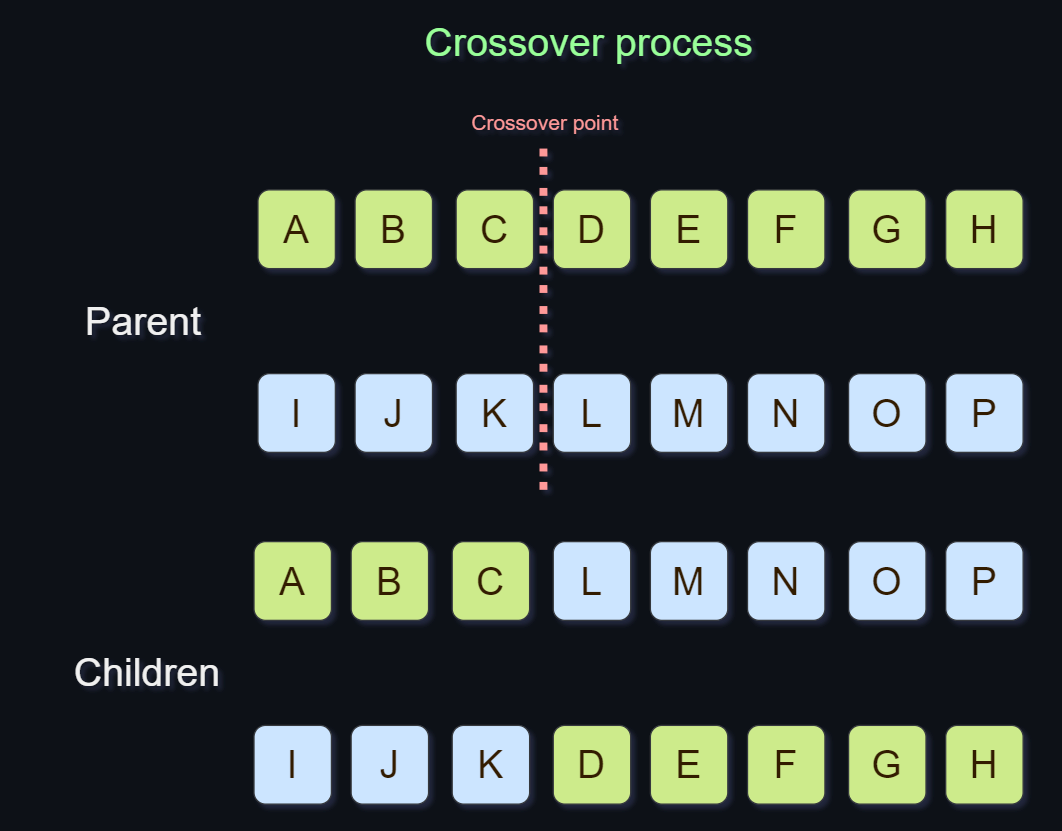 Crossover process
Crossover point
A B C D E F G H
Parent
I J K L M N O P
A B C L M N O P
Children
I J K D E F G H